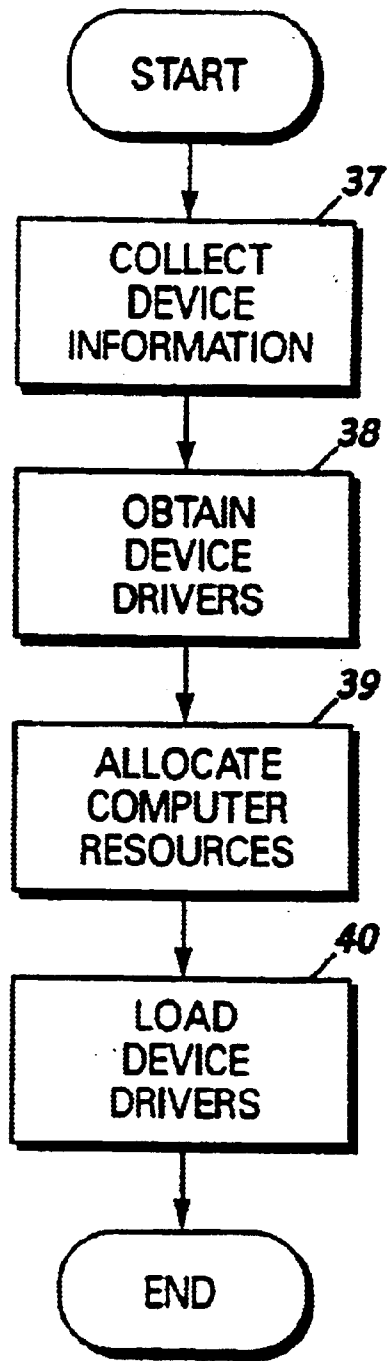 START
37
COLLECT
DEVICE
INFORMATION
38
OBTAIN
DEVICE
DRIVERS
39
ALLOCATE
COMPUTER
RESOURCES
40
LOAD
DEVICE
DRIVERS
END